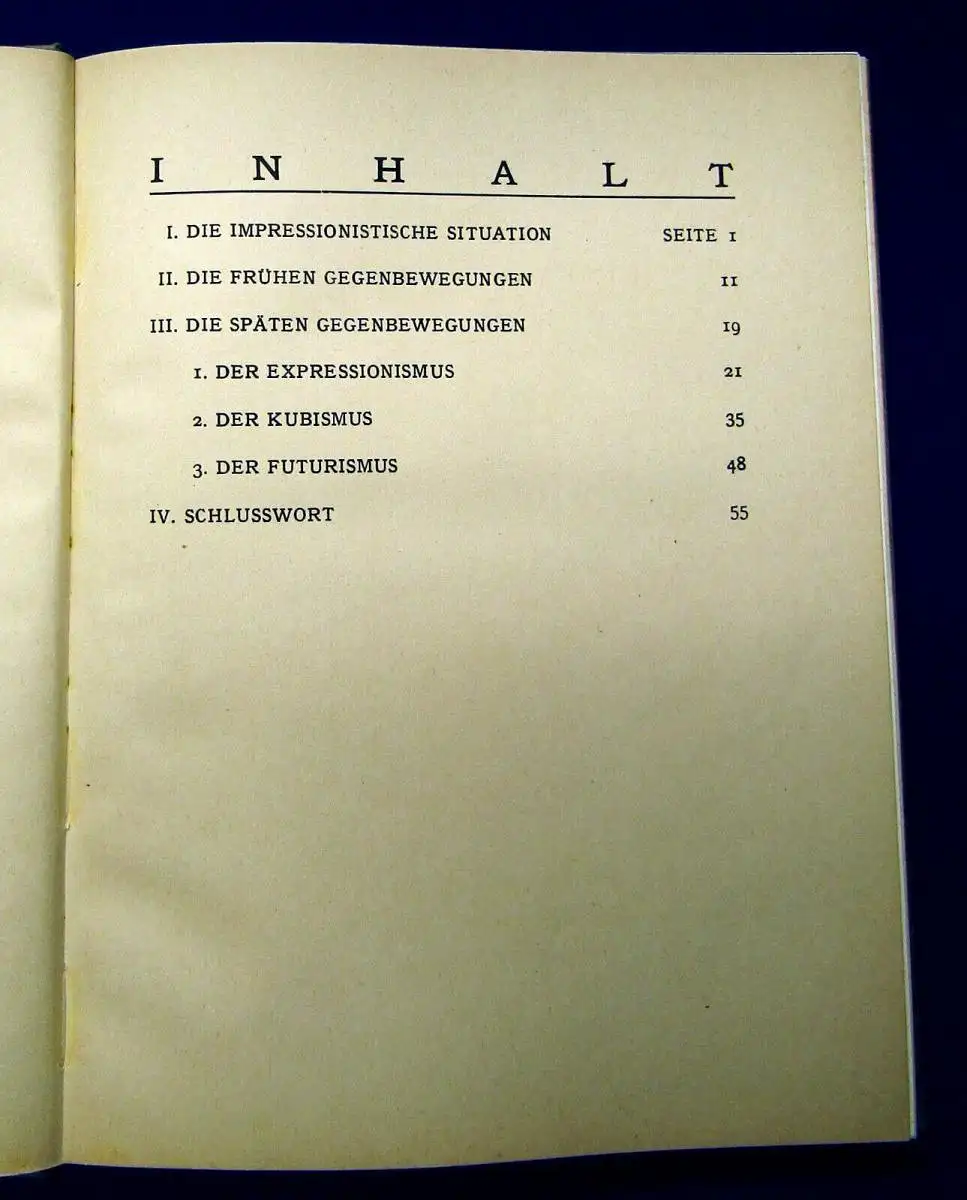 INHALT
I. DIE IMPRESSIONISTISCHE SITUATION SEITE 1
II. DIE FRÜHEN GEGENBEWEGUNGEN 11
III. DIE SPÄTEN GEGENBEWEGUNGEN 19
1. DER EXPRESSIONISMUS 21
2. DER KUBISMUS 35
3. DER FUTURISMUS 48
IV. SCHLUSSWORT 55